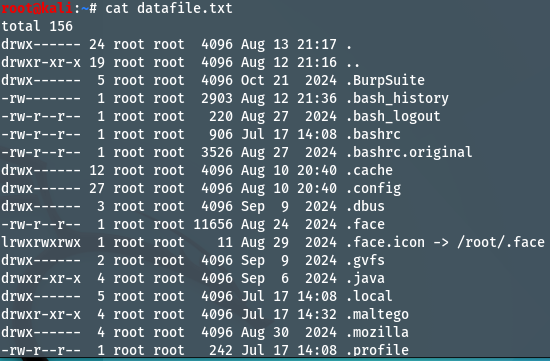 root@kali:~# cat datafile.txt
total 156
drwx------ 24 root root  4096 Aug 13 21:17 .
drwxr-xr-x 19 root root  4096 Aug 12 21:16 ..
drwx------  5 root root  4096 Oct 21  2024 .BurpSuite
-rw-------  1 root root  2903 Aug 12 21:36 .bash_history
-rw-r--r--  1 root root   220 Aug 27  2024 .bash_logout
-rw-r--r--  1 root root   906 Jul 17 14:08 .bashrc
-rw-r--r--  1 root root  3526 Aug 27  2024 .bashrc.original
drwx------ 12 root root  4096 Aug 10 20:40 .cache
drwx------ 27 root root  4096 Aug 10 20:40 .config
drwx------  3 root root  4096 Sep  9  2024 .dbus
-rw-r--r--  1 root root 11656 Aug 24  2024 .face
lrwxrwxrwx  1 root root    11 Aug 29  2024 .face.icon -> /root/.face
drwx------  2 root root  4096 Sep  9  2024 .gvfs
drwxr-xr-x  4 root root  4096 Sep  6  2024 .java
drwx------  5 root root  4096 Jul 17 14:08 .local
drwxr-xr-x  4 root root  4096 Jul 17 14:32 .maltego
drwx------  4 root root  4096 Aug 30  2024 .mozilla
-rw-r--r--  1 root root   242 Jul 17 14:08 .profile